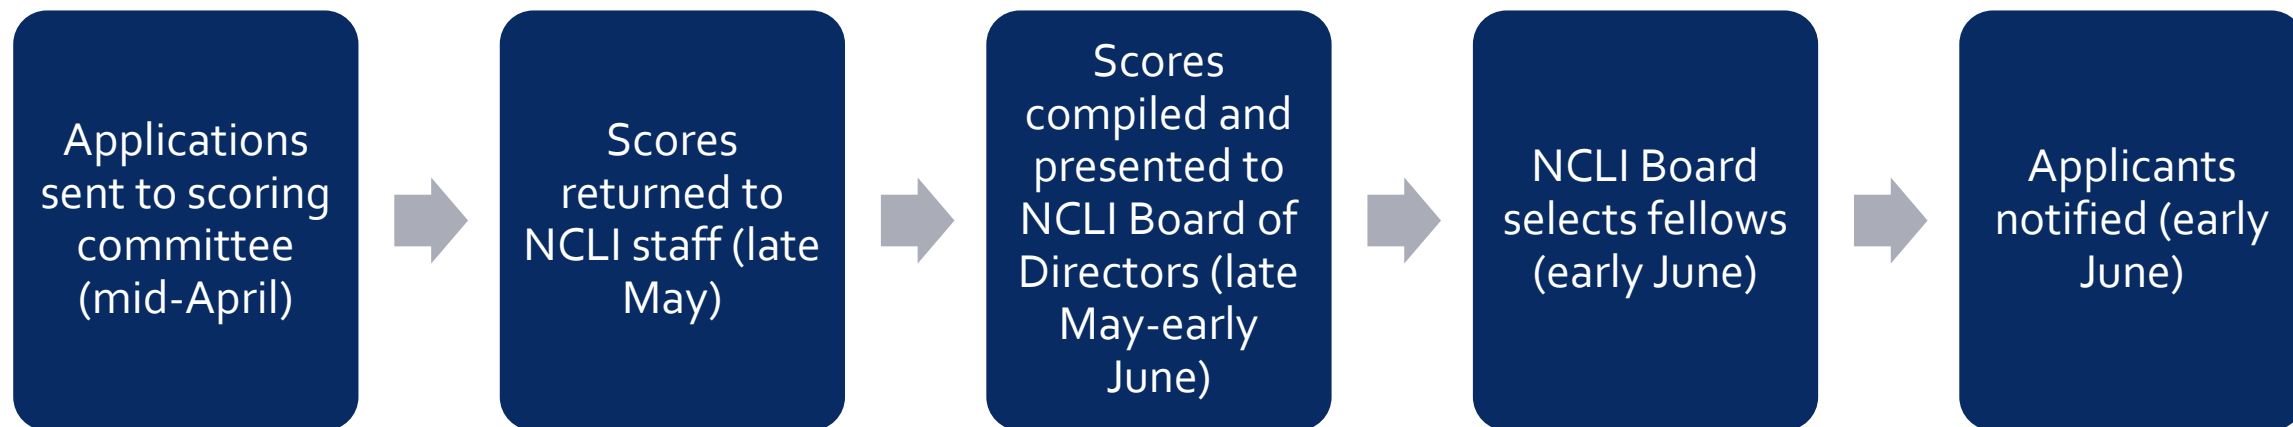 Applications
sent to scoring
committee
(mid-April)
Scores
returned to
NCLI staff (late
May)
Scores
compiled and
presented to
NCLI Board of
Directors (late
May-early
June)
NCLI Board
selects fellows
(early June)
Applicants
notified (early
June)